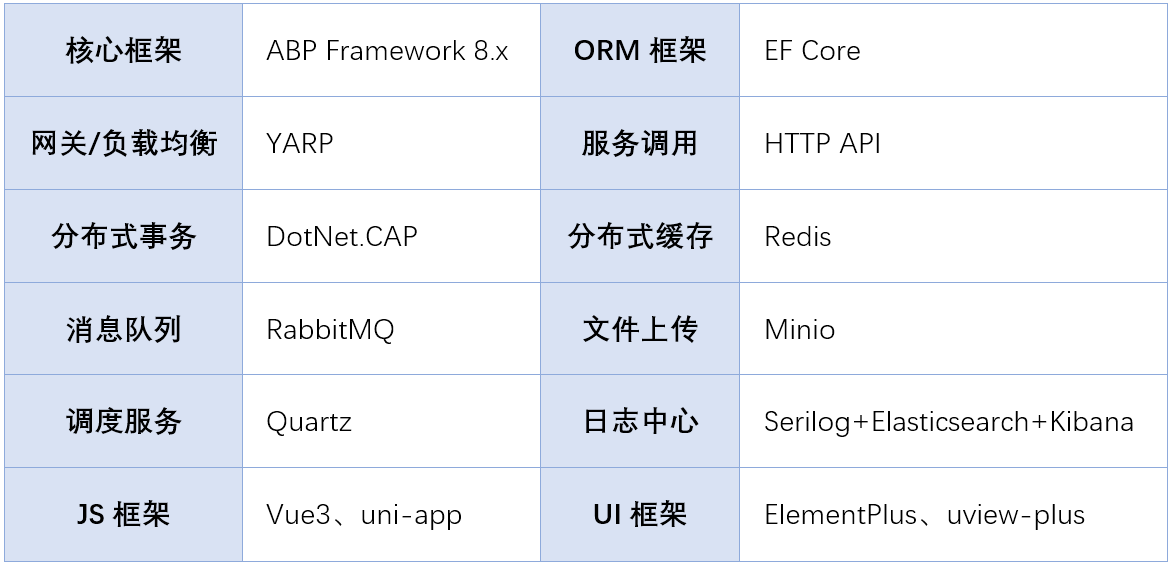 核心框架 ABP Framework 8.x ORM 框架 EF Core
网关/负载均衡 YARP 服务调用 HTTP API
分布式事务 DotNet.CAP 分布式缓存 Redis
消息队列 RabbitMQ 文件上传 Minio
调度服务 Quartz 日志中心 Serilog+Elasticsearch+Kibana
JS 框架 Vue3、uni-app UI 框架 ElementPlus、uview-plus